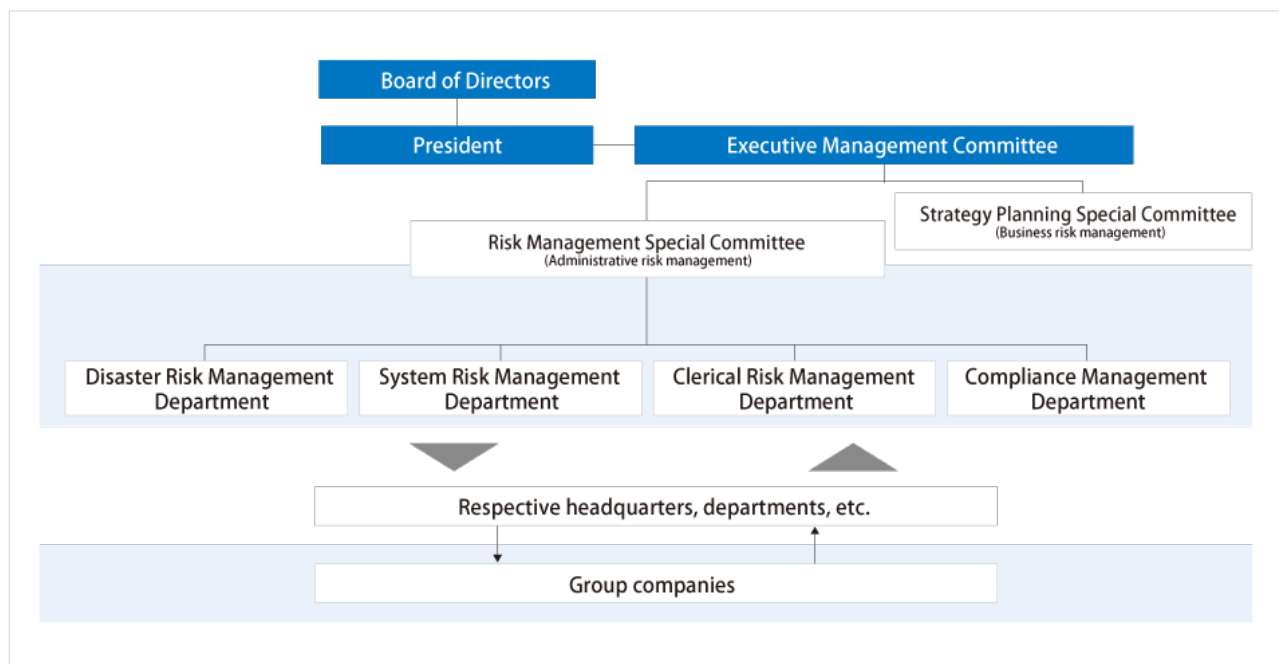 Board of Directors
President
Executive Management Committee
Strategy Planning Special Committee
(Business risk management)
Risk Management Special Committee
(Administrative risk management)
Disaster Risk Management
Department
System Risk Management
Department
Clerical Risk Management
Department
Compliance Management
Department
Respective headquarters, departments, etc.
Group companies